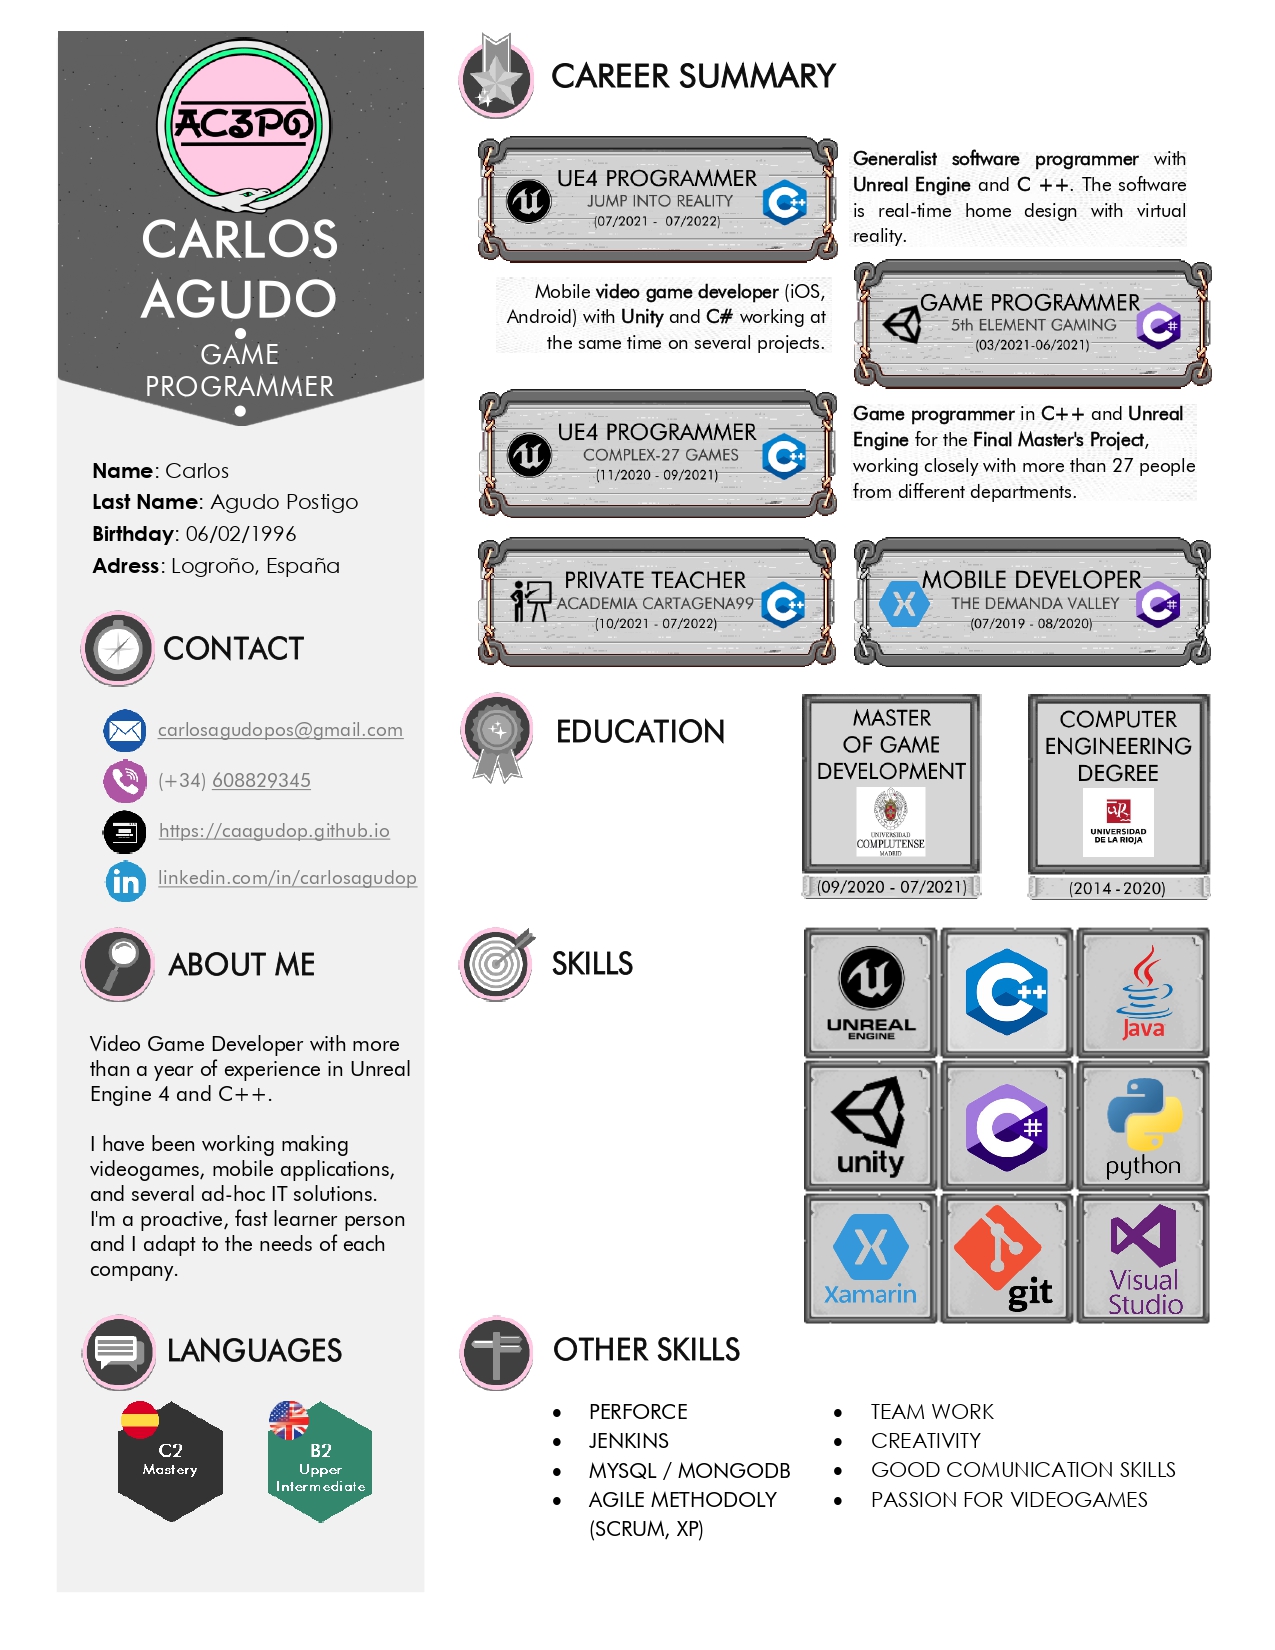 AC3PO
CARLOS
AGUDO
GAME
PROGRAMMER
Name: Carlos
Last Name: Agudo Postigo
Birthday: 06/02/1996
Adress: Logroño, España
CONTACT
carlosagudopos@gmail.com
(+34) 608829345
https://caagudop.github.io
linkedin.com/in/carlosagudop
ABOUT ME
Video Game Developer with more
than a year of experience in Unreal
Engine 4 and C++.
I have been working making
videogames, mobile applications,
and several ad-hoc IT solutions.
I'm a proactive, fast learner person
and I adapt to the needs of each
company.
LANGUAGES
C2
Mastery
B2
Upper
Intermediate
CAREER SUMMARY
UE4 PROGRAMMER
JUMP INTO REALITY
(07/2021 - 07/2022)
C++
Generalist software programmer with
Unreal Engine and C ++. The software
is real-time home design with virtual
reality.
Mobile video game developer (iOS,
Android) with Unity and C# working at
the same time on several projects.
GAME PROGRAMMER
5th ELEMENT GAMING
(03/2021-06/2021)
C#
UE4 PROGRAMMER
COMPLEX-27 GAMES
(11/2020 - 09/2021)
C++
Game programmer in C++ and Unreal
Engine for the Final Master's Project,
working closely with more than 27 people
from different departments.
PRIVATE TEACHER
ACADEMIA CARTAGENA99
(10/2021 - 07/2022)
C++
MOBILE DEVELOPER
THE DEMANDA VALLEY
(07/2019 - 08/2020)
C#
EDUCATION
MASTER
OF GAME
DEVELOPMENT
UNIVERSIDAD
COMPLUTENSE
MADRID
(09/2020 - 07/2021)
COMPUTER
ENGINEERING
DEGREE
UNIVERSIDAD
DE LA RIOJA
(2014 - 2020)
SKILLS
UNREAL
ENGINE
C++
Java
unity
C#
python
Xamarin
git
Visual
Studio
OTHER SKILLS
• PERFORCE
• JENKINS
• MYSQL / MONGODB
• AGILE METHODOLY
(SCRUM, XP)
• TEAM WORK
• CREATIVITY
• GOOD COMUNICATION SKILLS
• PASSION FOR VIDEOGAMES